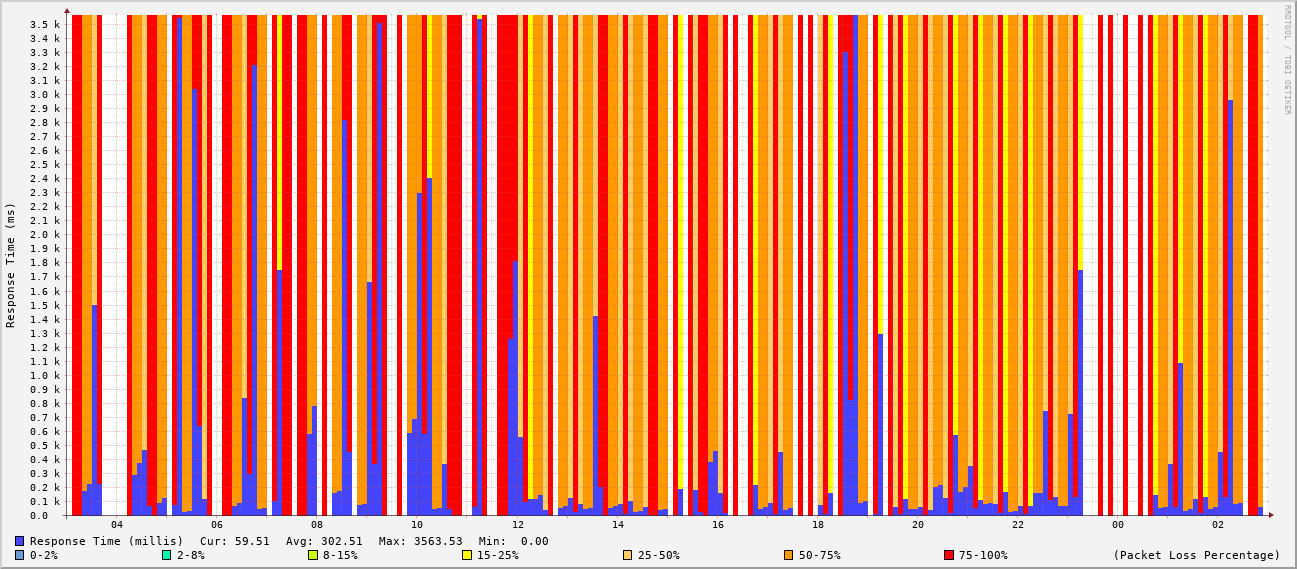 RRDTOOL / TOBI OETIKER
Response Time (ms)
3.5 k
3.4 k
3.3 k
3.2 k
3.1 k
3.0 k
2.9 k
2.8 k
2.7 k
2.6 k
2.5 k
2.4 k
2.3 k
2.2 k
2.1 k
2.0 k
1.9 k
1.8 k
1.7 k
1.6 k
1.5 k
1.4 k
1.3 k
1.2 k
1.1 k
1.0 k
0.9 k
0.8 k
0.7 k
0.6 k
0.5 k
0.4 k
0.3 k
0.2 k
0.1 k
0.0
04 06 08 10 12 14 16 18 20 22 00 02
Response Time (millis) Cur: 59.51 Avg: 302.51 Max: 3563.53 Min: 0.00
0-2% 2-8% 8-15% 15-25% 25-50% 50-75% 75-100% (Packet Loss Percentage)